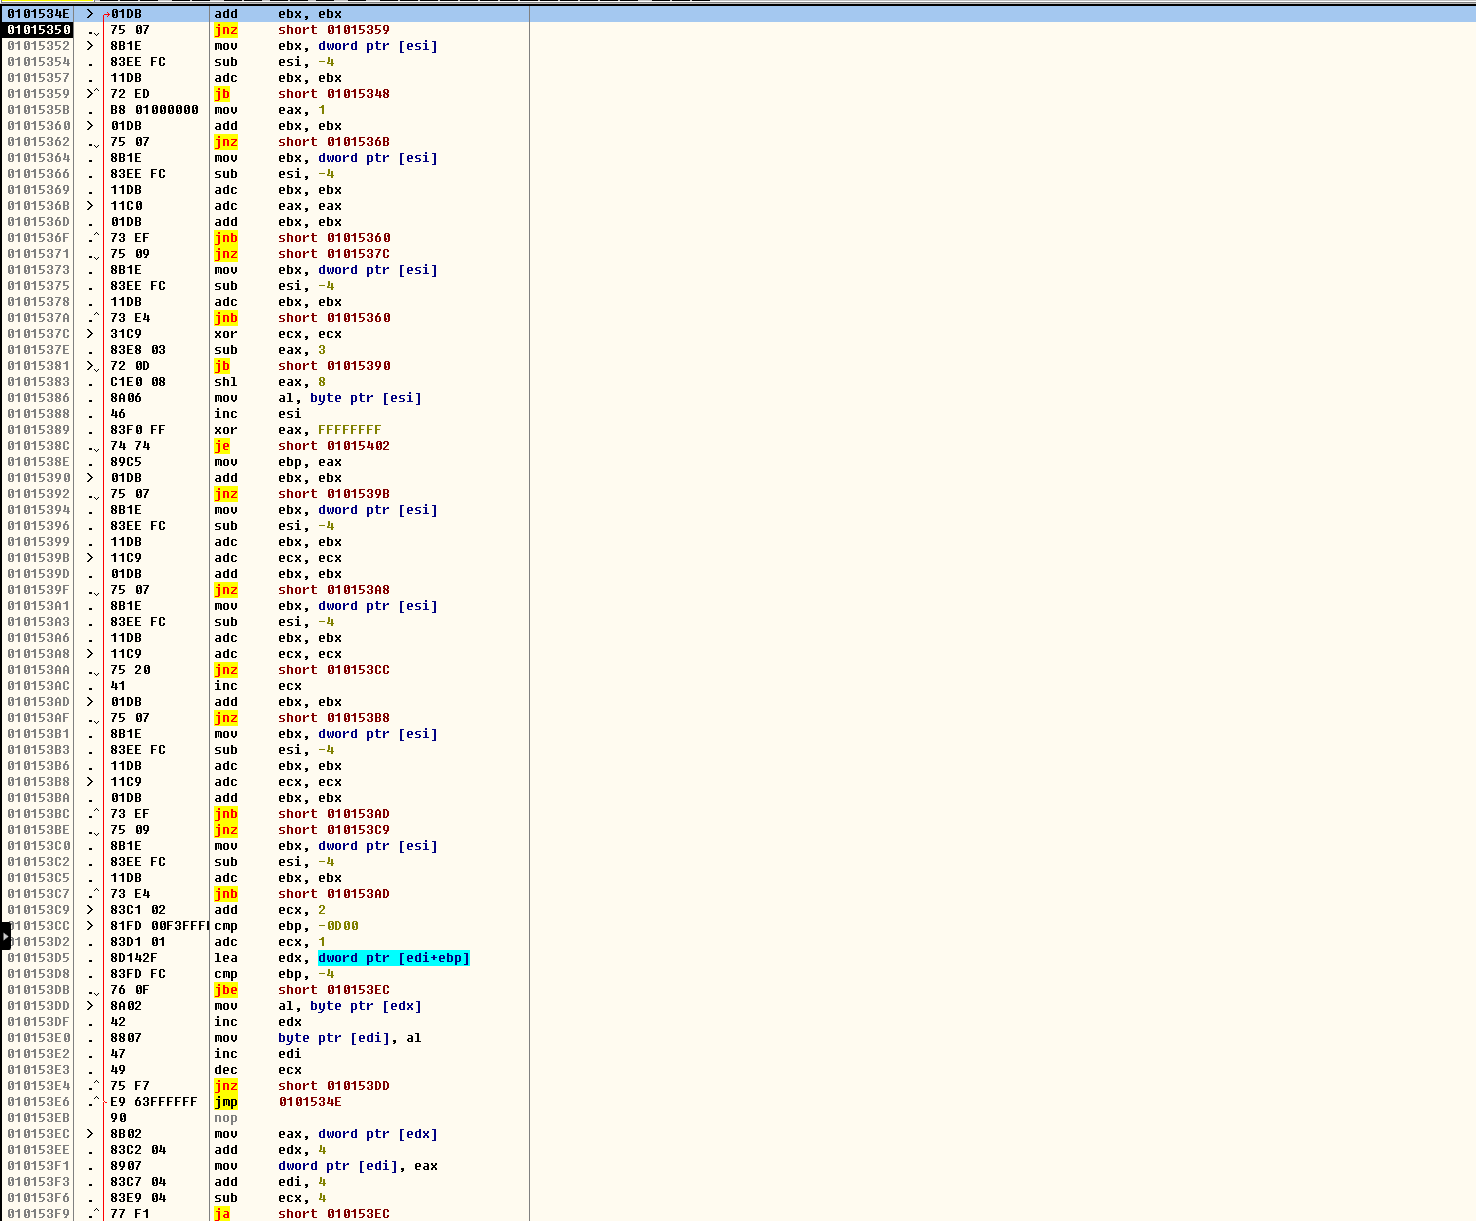 0101534E > 01DB add ebx, ebx
01015350 . 75 07 jnz short 01015359
01015352 > 8B1E mov ebx, dword ptr [esi]
01015354 . 83EE FC sub esi, -4
01015357 . 11DB adc ebx, ebx
01015359 >^ 72 ED jb short 01015348
0101535B . B8 01000000 mov eax, 1
01015360 > 01DB add ebx, ebx
01015362 . 75 07 jnz short 0101536B
01015364 . 8B1E mov ebx, dword ptr [esi]
01015366 . 83EE FC sub esi, -4
01015369 . 11DB adc ebx, ebx
0101536B > 11C0 adc eax, eax
0101536D . 01DB add ebx, ebx
0101536F .^ 73 EF jnb short 01015360
01015371 . 75 09 jnz short 0101537C
01015373 . 8B1E mov ebx, dword ptr [esi]
01015375 . 83EE FC sub esi, -4
01015378 . 11DB adc ebx, ebx
0101537A .^ 73 E4 jnb short 01015360
0101537C > 31C9 xor ecx, ecx
0101537E . 83E8 03 sub eax, 3
01015381 > 72 0D jb short 01015390
01015383 . C1E0 08 shl eax, 8
01015386 . 8A06 mov al, byte ptr [esi]
01015388 . 46 inc esi
01015389 . 83F0 FF xor eax, FFFFFFFF
0101538C . 74 74 je short 01015402
0101538E . 89C5 mov ebp, eax
01015390 > 01DB add ebx, ebx
01015392 . 75 07 jnz short 0101539B
01015394 . 8B1E mov ebx, dword ptr [esi]
01015396 . 83EE FC sub esi, -4
01015399 . 11DB adc ebx, ebx
0101539B > 11C9 adc ecx, ecx
0101539D . 01DB add ebx, ebx
0101539F . 75 07 jnz short 010153A8
010153A1 . 8B1E mov ebx, dword ptr [esi]
010153A3 . 83EE FC sub esi, -4
010153A6 . 11DB adc ebx, ebx
010153A8 > 11C9 adc ecx, ecx
010153AA . 75 20 jnz short 010153CC
010153AC . 41 inc ecx
010153AD > 01DB add ebx, ebx
010153AF . 75 07 jnz short 010153B8
010153B1 . 8B1E mov ebx, dword ptr [esi]
010153B3 . 83EE FC sub esi, -4
010153B6 . 11DB adc ebx, ebx
010153B8 > 11C9 adc ecx, ecx
010153BA . 01DB add ebx, ebx
010153BC .^ 73 EF jnb short 010153AD
010153BE . 75 09 jnz short 010153C9
010153C0 . 8B1E mov ebx, dword ptr [esi]
010153C2 . 83EE FC sub esi, -4
010153C5 . 11DB adc ebx, ebx
010153C7 .^ 73 E4 jnb short 010153AD
010153C9 > 83C1 02 add ecx, 2
010153CC > 81FD 00F3FFF cmp ebp, -0D00
010153D2 . 83D1 01 adc ecx, 1
010153D5 . 8D142F lea edx, dword ptr [edi+ebp]
010153D8 . 83FD FC cmp ebp, -4
010153DB . 76 0F jbe short 010153EC
010153DD > 8A02 mov al, byte ptr [edx]
010153DF . 42 inc edx
010153E0 . 8807 mov byte ptr [edi], al
010153E2 . 47 inc edi
010153E3 . 49 dec ecx
010153E4 .^ 75 F7 jnz short 010153DD
010153E6 .^ E9 63FFFFFF jmp 0101534E
010153EB 90 nop
010153EC > 8B02 mov eax, dword ptr [edx]
010153EE . 83C2 04 add edx, 4
010153F1 . 8907 mov dword ptr [edi], eax
010153F3 . 83C7 04 add edi, 4
010153F6 . 83E9 04 sub ecx, 4
010153F9 .^ 77 F1 ja short 010153EC